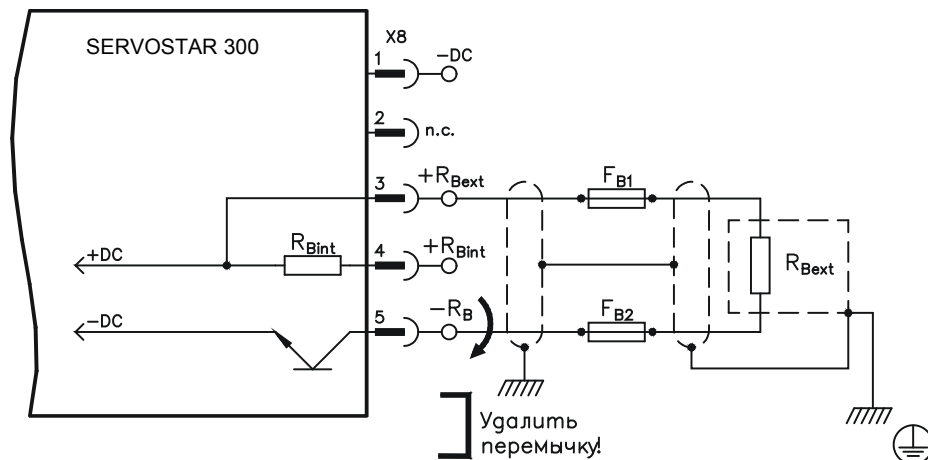 SERVOSTAR 300
X8
1
−DC
2
n.c.
3
+RBext
FB1
+DC
RBint
4
+RBint
RBext
−DC
5
−RB
FB2
Удалить
перемычку!